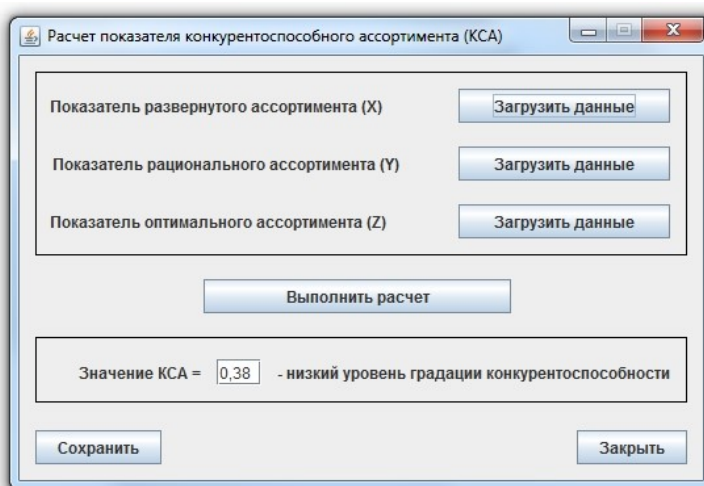 Расчет показателя конкурентоспособного ассортимента (КСА)
Показатель развернутого ассортимента (X) Загрузить данные
Показатель рационального ассортимента (Y) Загрузить данные
Показатель оптимального ассортимента (Z) Загрузить данные
Выполнить расчет
Значение КСА = 0,38 - низкий уровень градации конкурентоспособности
Сохранить Закрыть